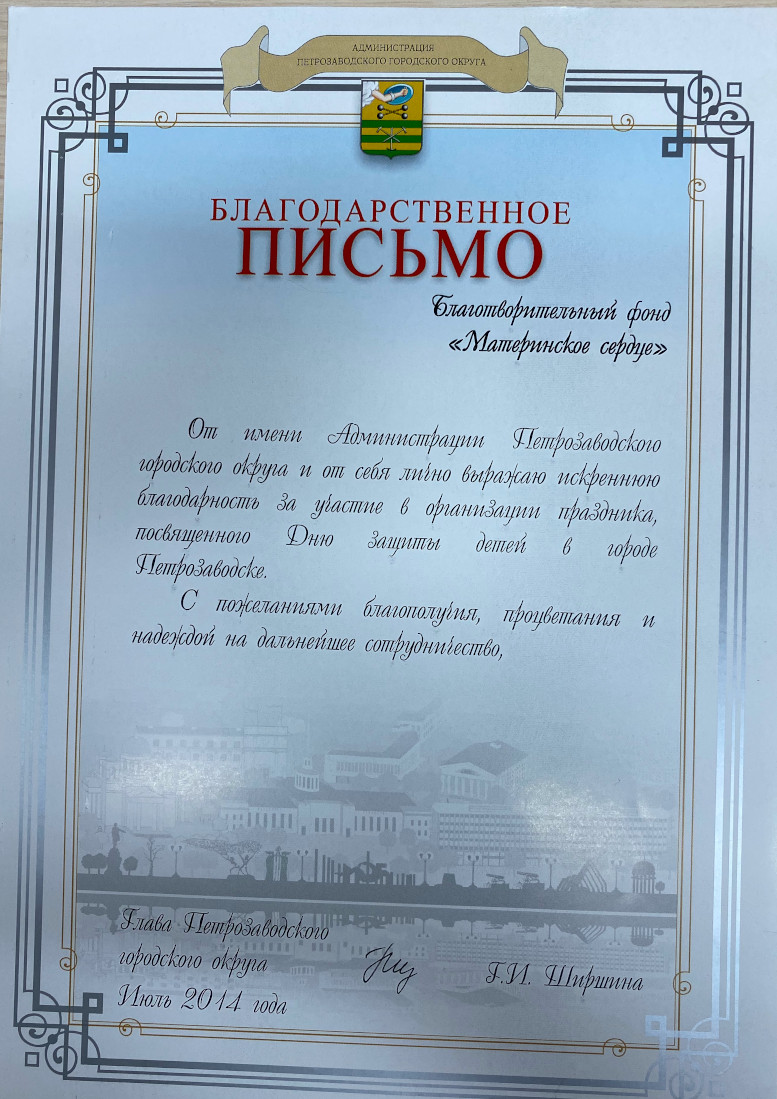 АДМИНИСТРАЦИЯ
ПЕТРОЗАВОДСКОГО ГОРОДСКОГО ОКРУГА
БЛАГОДАРСТВЕННОЕ
ПИСЬМО
Благотворительный фонд
«Материнское сердце»
От имени Администрации Петрозаводского
городского округа и от себя лично выражаю искреннюю
благодарность за участие в организации праздника,
посвященного Дню защиты детей в городе
Петрозаводске.
С пожеланиями благополучия, процветания и
надеждой на дальнейшее сотрудничество,
Глава Петрозаводского
городского округа
Г.И. Ширшина
Июль 2014 года